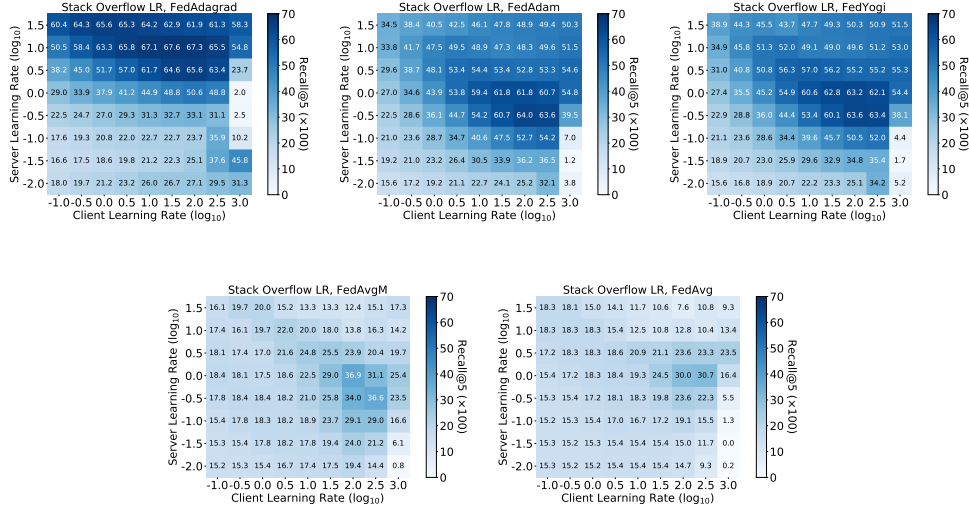 Stack Overflow LR, FedAdagrad
Server Learning Rate (log10)
1.5 60.4 64.3 65.6 65.3 64.9 64.3 63.8 61.3 58.3
1.0 50.5 58.4 63.3 65.8 67.1 67.6 67.3 65.5 54.8
0.5 38.2 45.0 51.7 57.0 61.7 64.6 65.6 63.4 23.7
0.0 29.9 33.9 37.9 41.2 44.9 48.8 50.6 48.8 2.0
-0.5 24.0 24.7 27.0 29.3 31.3 32.7 33.1 31.1 2.5
-1.0 17.6 19.3 20.8 22.0 22.7 22.7 23.7 35.9 10.2
-1.5 16.6 17.5 18.6 19.8 21.2 22.3 25.1 37.6 45.8
-2.0 18.0 19.7 21.2 23.2 26.0 26.7 27.1 29.5 31.3
-1.0 -0.5 0.0 0.5 1.0 1.5 2.0 2.5 3.0
Client Learning Rate (log10)
70
60
50
40
30
20
10
0
Recall@5 (×100)
Stack Overflow LR, FedAdam
1.5 34.5 38.4 40.5 42.5 46.1 47.8 48.9 49.4 50.3
1.0 33.8 41.7 47.5 49.5 48.9 47.3 48.3 49.6 51.5
0.5 29.6 38.7 48.1 53.4 54.4 53.4 52.8 53.3 54.6
0.0 26.7 34.6 43.9 53.4 61.8 61.8 61.8 60.7 54.8
-0.5 22.5 28.6 36.1 44.7 54.2 60.7 64.0 63.6 39.5
-1.0 21.0 23.6 28.7 34.7 40.6 47.5 52.7 54.2 7.0
-1.5 19.2 21.0 23.2 26.4 30.5 33.9 36.2 36.5 1.2
-2.0 15.6 17.2 19.2 21.1 22.4 23.2 25.2 32.1 3.8
-1.0 -0.5 0.0 0.5 1.0 1.5 2.0 2.5 3.0
Client Learning Rate (log10)
70
60
50
40
30
20
10
0
Recall@5 (×100)
Stack Overflow LR, FedYogi
1.5 38.9 44.3 45.5 46.5 47.3 49.3 50.3 50.9 51.5
1.0 34.9 45.8 51.3 52.0 49.1 49.0 49.6 51.2 53.0
0.5 31.0 40.8 50.8 56.3 57.0 56.2 55.2 55.2 55.3
0.0 27.4 35.5 45.2 54.9 60.6 62.8 63.2 62.1 54.4
-0.5 22.9 28.6 36.0 44.4 53.4 60.1 63.6 63.4 38.1
-1.0 21.1 23.6 28.6 34.4 39.6 45.7 50.5 52.0 4.4
-1.5 18.9 20.7 23.0 25.9 29.6 32.9 34.8 35.4 1.7
-2.0 15.6 16.8 18.9 20.9 22.7 23.3 25.1 34.2 5.2
-1.0 -0.5 0.0 0.5 1.0 1.5 2.0 2.5 3.0
Client Learning Rate (log10)
70
60
50
40
30
20
10
0
Recall@5 (×100)
Stack Overflow LR, FedAvgM
Server Learning Rate (log10)
1.5 16.1 19.7 20.0 15.2 13.3 13.3 12.4 15.1 17.3
1.0 17.4 16.1 19.7 22.0 20.0 18.0 13.8 16.3 14.2
0.5 18.1 17.4 17.0 21.6 24.8 25.5 23.9 20.4 19.7
0.0 18.4 18.1 17.5 18.6 22.5 29.0 36.9 31.1 25.4
-0.5 17.8 18.4 18.4 18.2 21.0 25.8 34.0 36.6 23.5
-1.0 15.4 17.8 18.2 17.8 18.9 23.7 29.1 29.0 16.6
-1.5 15.3 15.4 17.8 18.2 17.8 19.4 24.0 21.2 6.1
-2.0 15.2 15.3 15.4 16.7 17.4 17.5 19.4 14.4 0.8
-1.0 -0.5 0.0 0.5 1.0 1.5 2.0 2.5 3.0
Client Learning Rate (log10)
70
60
50
40
30
20
10
0
Recall@5 (×100)
Stack Overflow LR, FedAvg
1.5 18.3 18.1 15.0 14.1 11.7 10.6 7.6 10.8 9.3
1.0 18.3 18.3 18.3 15.4 12.5 10.8 12.8 10.4 13.4
0.5 17.2 18.3 18.3 18.6 20.9 21.1 23.6 23.3 23.5
0.0 15.4 17.2 18.3 18.4 19.3 24.5 30.0 30.7 16.4
-0.5 15.4 15.4 17.2 18.1 18.5 19.8 23.6 22.3 5.5
-1.0 15.3 15.4 15.3 16.0 16.7 17.2 19.1 15.5 1.3
-1.5 15.2 15.3 15.4 15.4 15.4 15.4 15.0 11.7 0.0
-2.0 15.3 15.2 15.4 15.4 15.4 15.4 14.7 9.3 0.2
-1.0 -0.5 0.0 0.5 1.0 1.5 2.0 2.5 3.0
Client Learning Rate (log10)
70
60
50
40
30
20
10
0
Recall@5 (×100)